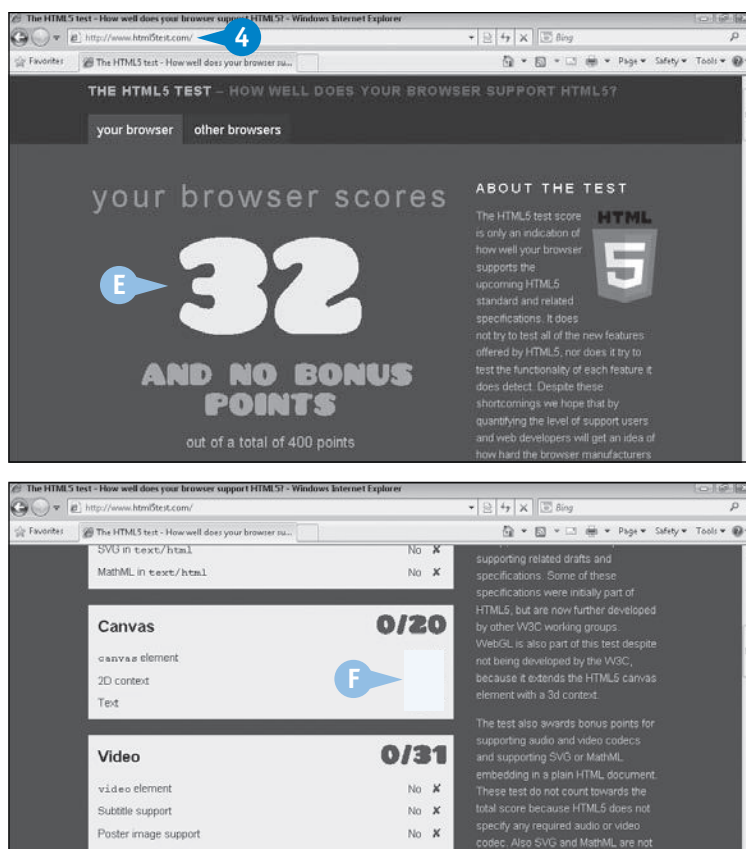 The HTML5 test - How well does your browser support HTML5? - Windows Internet Explorer
http://www.html5test.com/
4
Bing
Favorites
The HTML5 test - How well does your browser su...
Page Safety Tools
THE HTML5 TEST – HOW WELL DOES YOUR BROWSER SUPPORT HTML5?
your browser other browsers
your browser scores
E
32
AND NO BONUS
POINTS
out of a total of 400 points
ABOUT THE TEST
HTML
5
The HTML5 test score
is only an indication of
how well your browser
supports the
upcoming HTML5
standard and related
specifications. It does
not try to test all of the new features
offered by HTML5, nor does it try to
test the functionality of each feature it
does detect. Despite these
shortcomings we hope that by
quantifying the level of support users
and web developers will get an idea of
how hard the browser manufacturers
The HTML5 test - How well does your browser support HTML5? - Windows Internet Explorer
http://www.html5test.com/
Bing
Favorites
The HTML5 test - How well does your browser su...
Page Safety Tools
SVG in text/html No ✘
MathML in text/html No ✘
Canvas 0/20
canvas element
2D context
Text
F
Video 0/31
video element No ✘
Subtitle support No ✘
Poster image support No ✘
supporting related drafts and
specifications. Some of these
specifications were initially part of
HTML5, but are now further developed
by other W3C working groups.
WebGL is also part of this test despite
not being developed by the W3C,
because it extends the HTML5 canvas
element with a 3d context.
The test also awards bonus points for
supporting audio and video codecs
and supporting SVG or MathML
embedding in a plain HTML document.
These test do not count towards the
total score because HTML5 does not
specify any required audio or video
codec. Also SVG and MathML are not